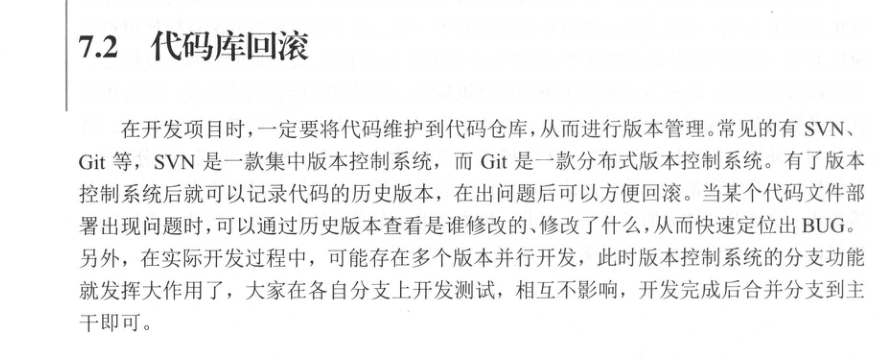 7.2 代码库回滚
在开发项目时，一定要将代码维护到代码仓库，从而进行版本管理。常见的有 SVN、
Git 等，SVN 是一款集中版本控制系统，而 Git 是一款分布式版本控制系统。有了版本
控制系统后就可以记录代码的历史版本，在出问题后可以方便回滚。当某个代码文件部
署出现问题时，可以通过历史版本查看是谁修改的、修改了什么，从而快速定位出 BUG。
另外，在实际开发过程中，可能存在多个版本并行开发，此时版本控制系统的分支功能
就发挥大作用了，大家在各自分支上开发测试，相互不影响，开发完成后合并分支到主
干即可。